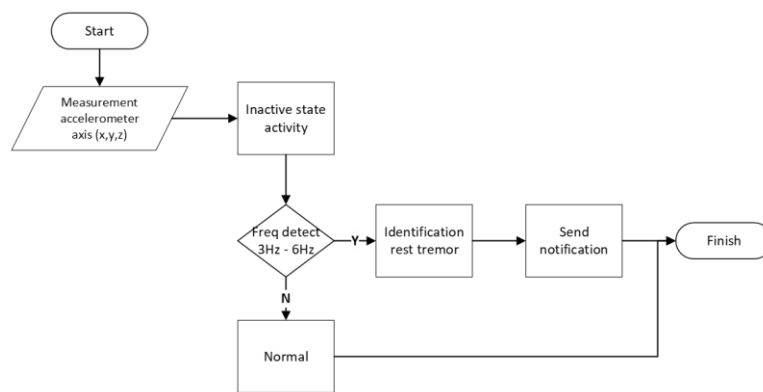 Start
Measurement
accelerometer
axis (x,y,z)
Inactive state
activity
Freq detect
3Hz - 6Hz
Y
Identification
rest tremor
Send
notification
Finish
N
Normal